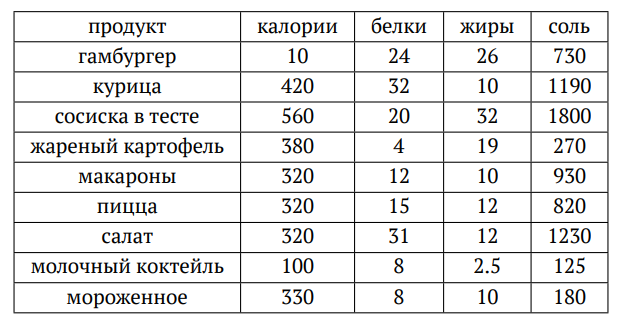 продукт калории белки жиры соль
гамбургер 10 24 26 730
курица 420 32 10 1190
сосиска в тесте 560 20 32 1800
жареный картофель 380 4 19 270
макароны 320 12 10 930
пицца 320 15 12 820
салат 320 31 12 1230
молочный коктейль 100 8 2.5 125
мороженное 330 8 10 180